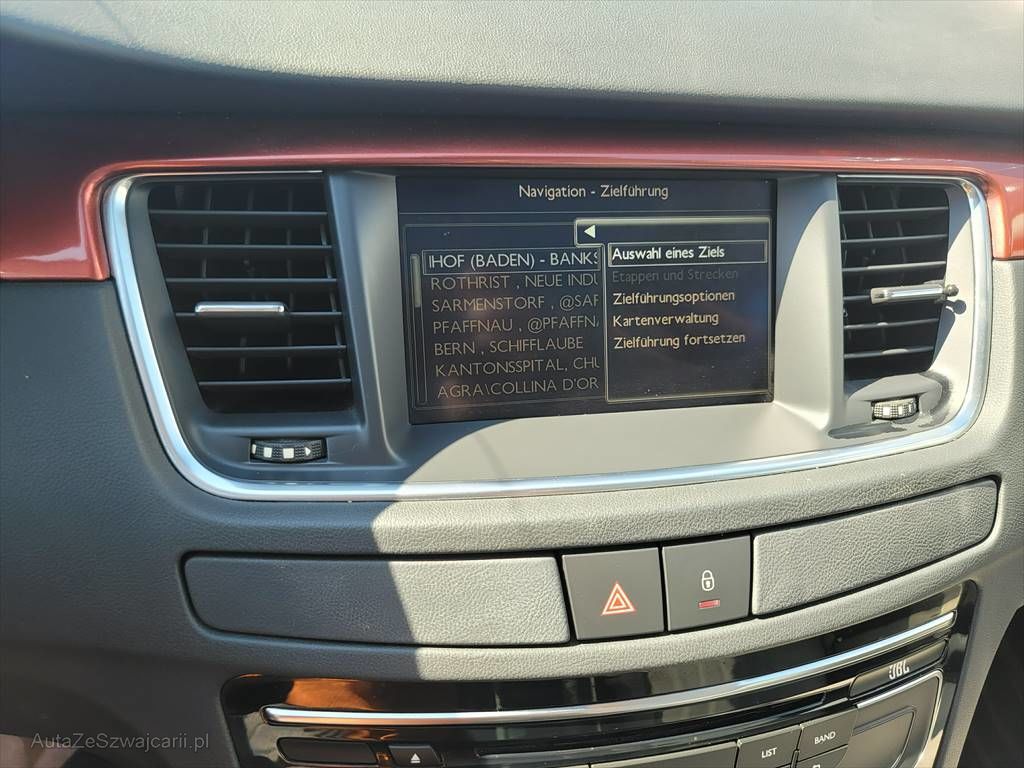 Navigation - Zielführung
IHOF (BADEN) - BANKS
ROTHRIST , NEUE INDU
SARMENSTORF , @SAR
PFAFFNAU , @PFAFFNA
BERN , SCHIFFLAUBE
KANTONSSPITAL, CHU
AGRA\COLLINA D'OR
Auswahl eines Ziels
Etappen und Strecken
Zielführungsoptionen
Kartenverwaltung
Zielführung fortsetzen
JBL
LIST
BAND
AutaZeSzwajcarii.pl